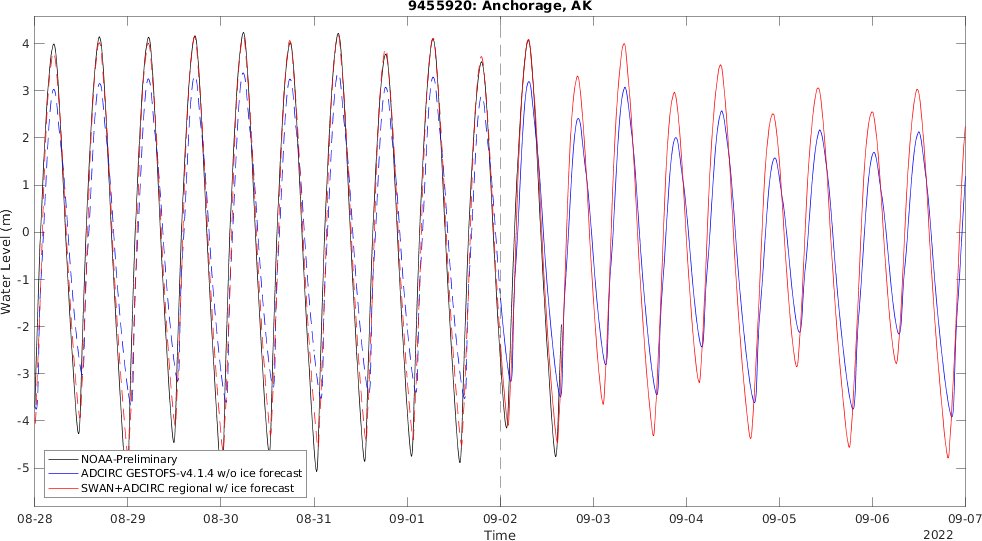 9455920: Anchorage, AK
Water Level (m)
4
3
2
1
0
-1
-2
-3
-4
-5
NOAA-Preliminary
ADCIRC GESTOFS-v4.1.4 w/o ice forecast
SWAN+ADCIRC regional w/ ice forecast
08-28 08-29 08-30 08-31 09-01 09-02 09-03 09-04 09-05 09-06 09-07
Time
2022